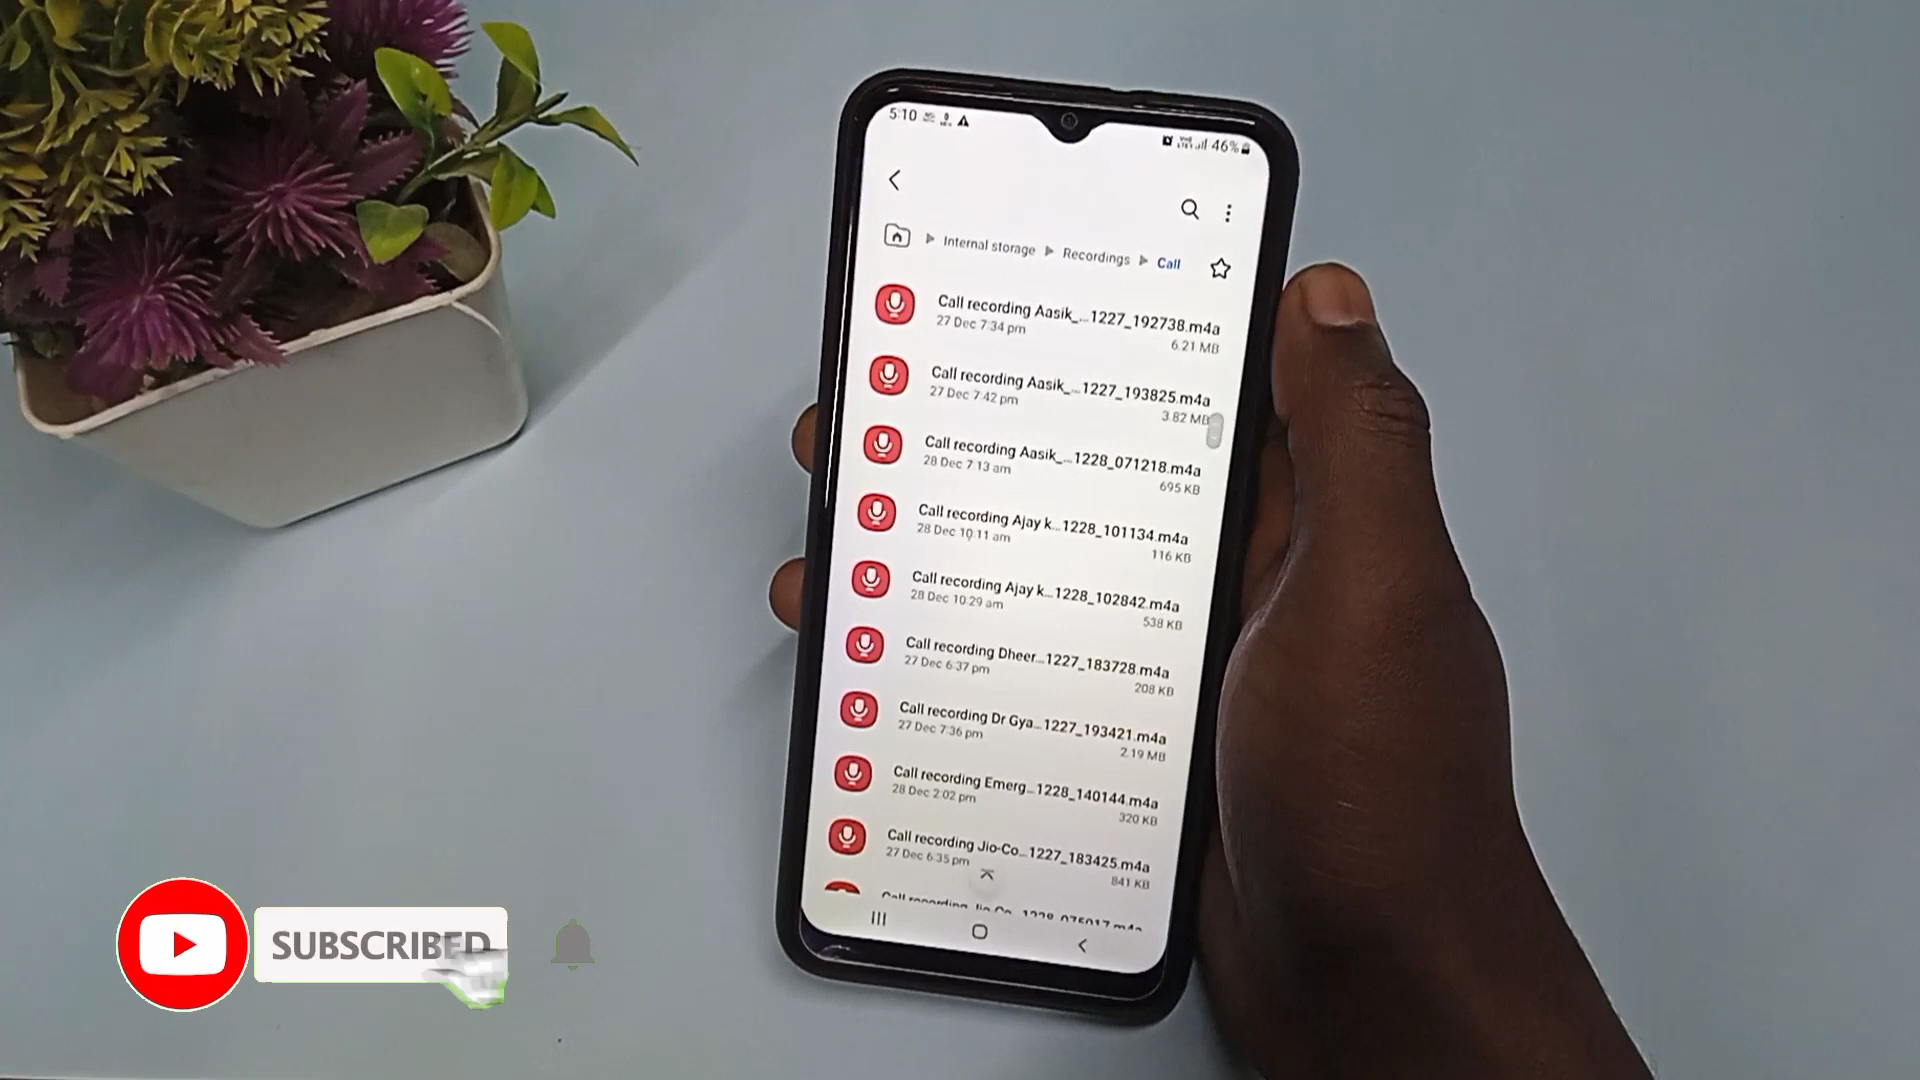 5:10
46%
Internal storage
Recordings
Call
Call recording Aasik_...1227_192738.m4a
27 Dec 7:34 pm
6.21 MB
Call recording Aasik_...1227_193825.m4a
27 Dec 7:42 pm
3.82 MB
Call recording Aasik_...1228_071218.m4a
28 Dec 7:13 am
695 KB
Call recording Ajay k...1228_101134.m4a
28 Dec 10:11 am
116 KB
Call recording Ajay k...1228_102842.m4a
28 Dec 10:29 am
538 KB
Call recording Dheer...1227_183728.m4a
27 Dec 6:37 pm
208 KB
Call recording Dr Gya...1227_193421.m4a
27 Dec 7:36 pm
2.19 MB
Call recording Emerg...1228_140144.m4a
28 Dec 2:02 pm
320 KB
Call recording Jio-Co...1227_183425.m4a
27 Dec 6:35 pm
841 KB
SUBSCRIBED